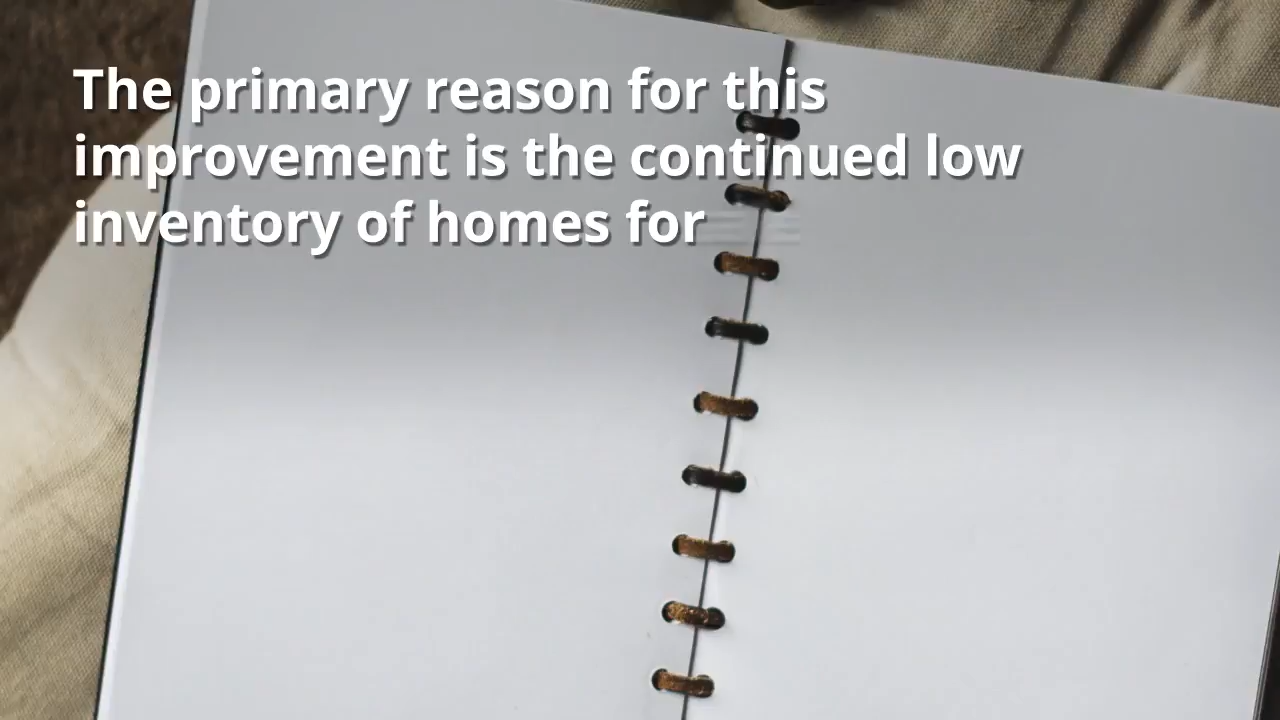 The primary reason for this
improvement is the continued low
inventory of homes for